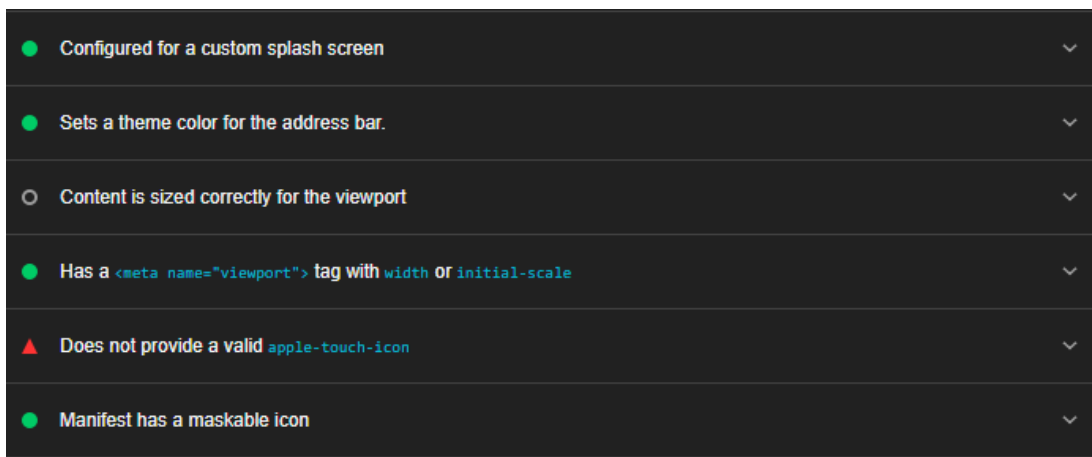 Configured for a custom splash screen
Sets a theme color for the address bar.
Content is sized correctly for the viewport
Has a <meta name="viewport"> tag with width or initial-scale
Does not provide a valid apple-touch-icon
Manifest has a maskable icon